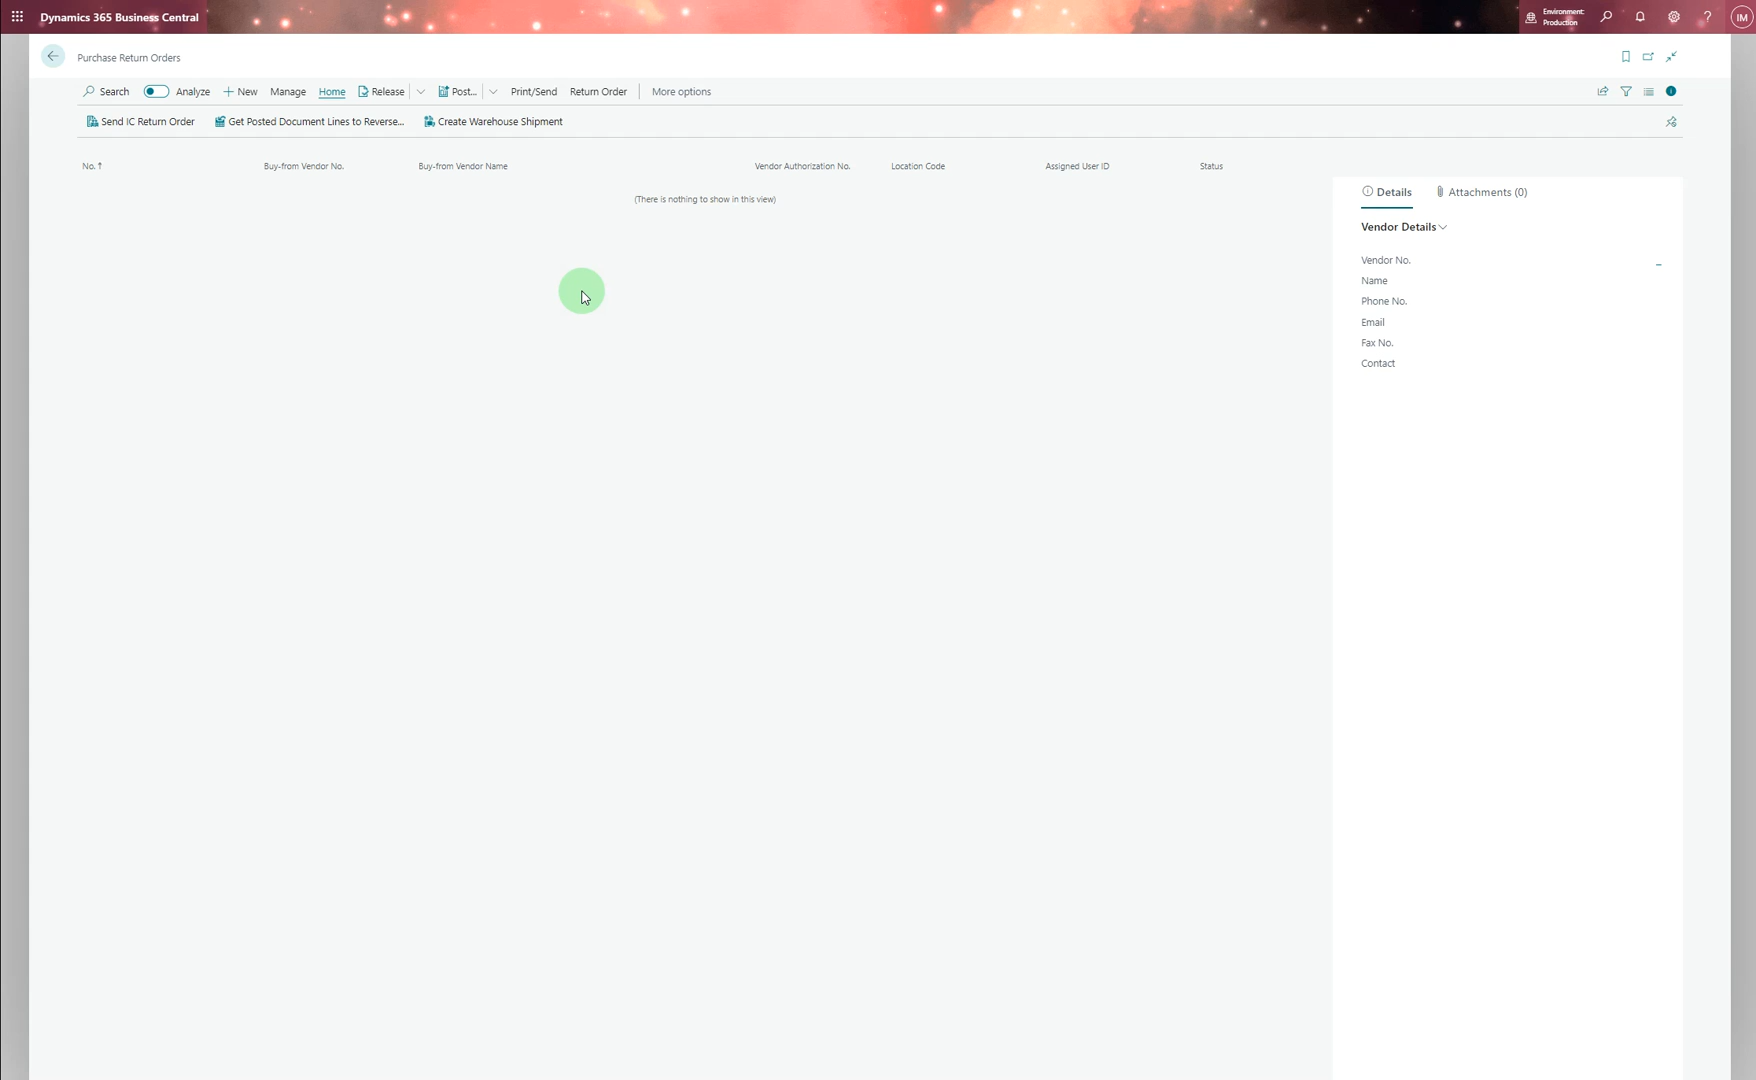 Dynamics 365 Business Central
Environment:
Production
IM
Purchase Return Orders
Search Analyze New Manage Home Release Post... Print/Send Return Order More options
Send IC Return Order Get Posted Document Lines to Reverse... Create Warehouse Shipment
No. ↑ Buy-from Vendor No. Buy-from Vendor Name Vendor Authorization No. Location Code Assigned User ID Status
(There is nothing to show in this view)
Details Attachments (0)
Vendor Details
Vendor No. _
Name
Phone No.
Email
Fax No.
Contact